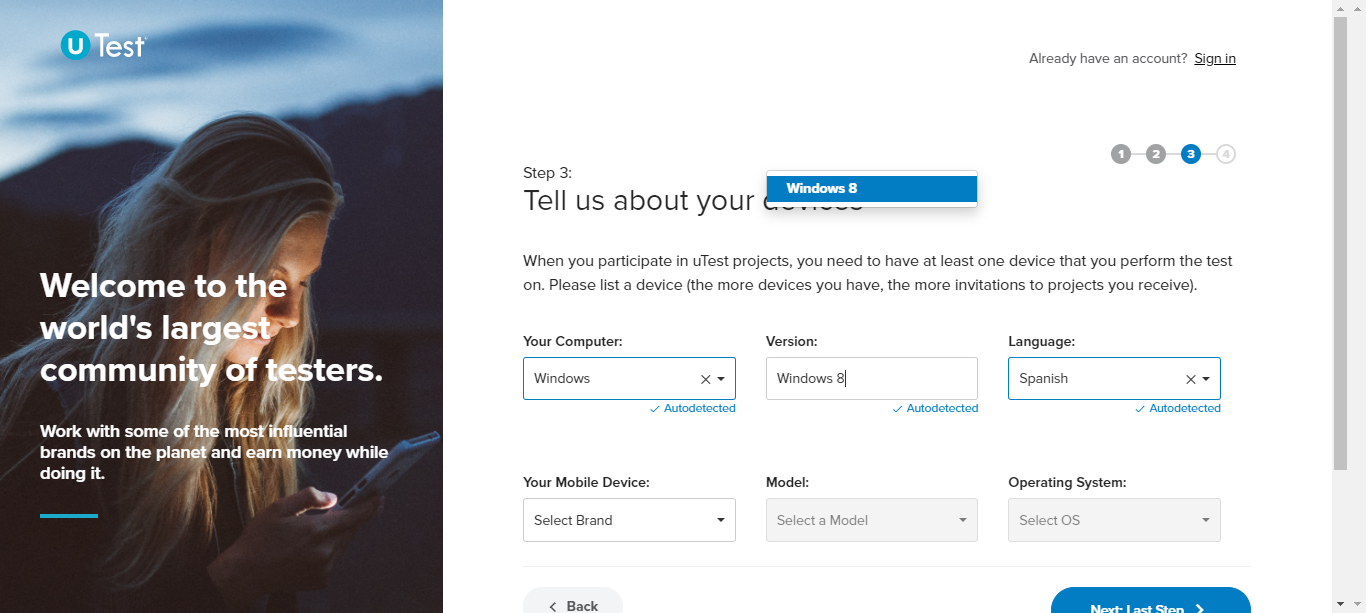 U Test
Already have an account? Sign in
1 2 3 4
Step 3:
Tell us about your devices
Windows 8
When you participate in uTest projects, you need to have at least one device that you perform the test
on. Please list a device (the more devices you have, the more invitations to projects you receive).
Your Computer: Version: Language:
Windows Windows 8 Spanish
Autodetected Autodetected Autodetected
Your Mobile Device: Model: Operating System:
Select Brand Select a Model Select OS
Back Next: Last Step
Welcome to the
world's largest
community of testers.
Work with some of the most influential
brands on the planet and earn money while
doing it.